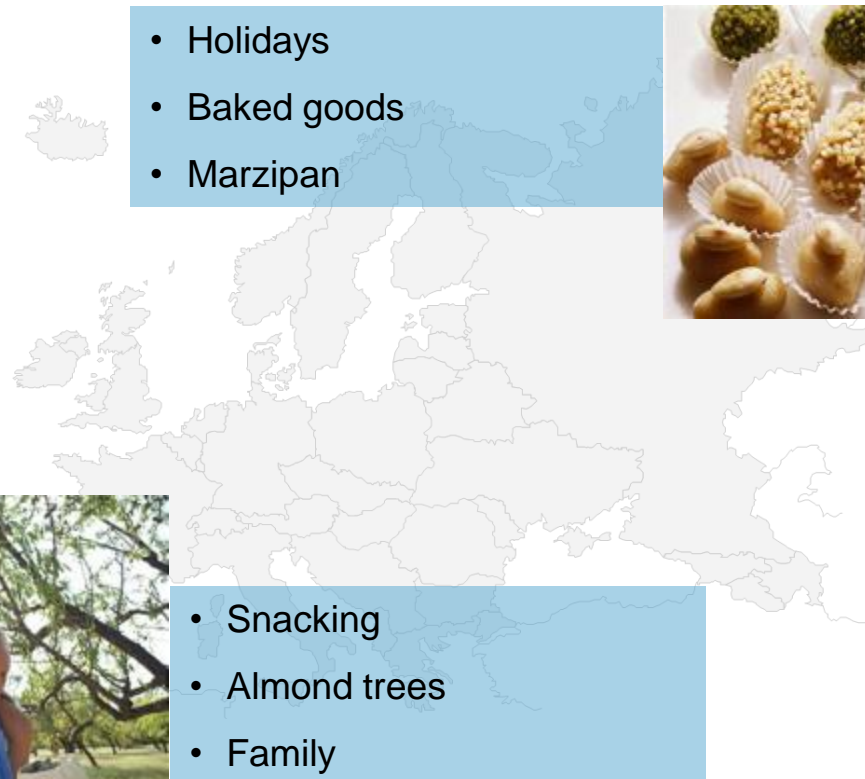 • Holidays
• Baked goods
• Marzipan
• Snacking
• Almond trees
• Family